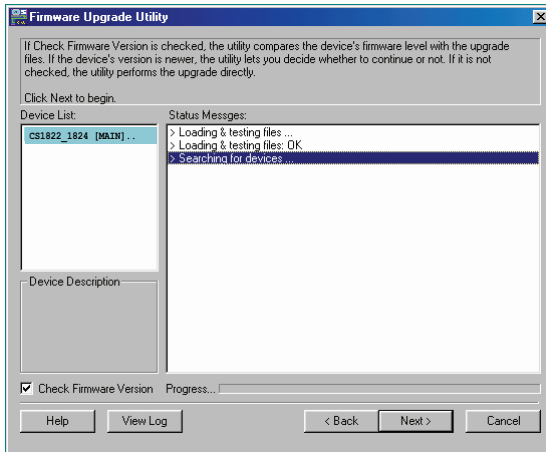 Firmware Upgrade Utility
If Check Firmware Version is checked, the utility compares the device's firmware level with the upgrade
files. If the device's version is newer, the utility lets you decide whether to continue or not. If it is not
checked, the utility performs the upgrade directly.
Click Next to begin.
Device List:
Status Messges:
CS1822_1824 [MAIN]..
> Loading & testing files ...
> Loading & testing files: OK
> Searching for devices ...
Device Description
Check Firmware Version
Progress...
Help
View Log
< Back
Next >
Cancel